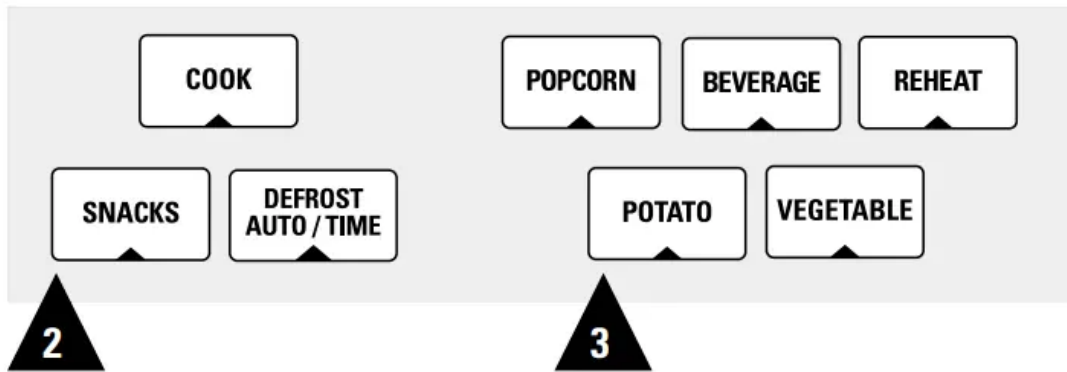 COOK
POPCORN
BEVERAGE
REHEAT
SNACKS
DEFROST
AUTO / TIME
POTATO
VEGETABLE
2
3